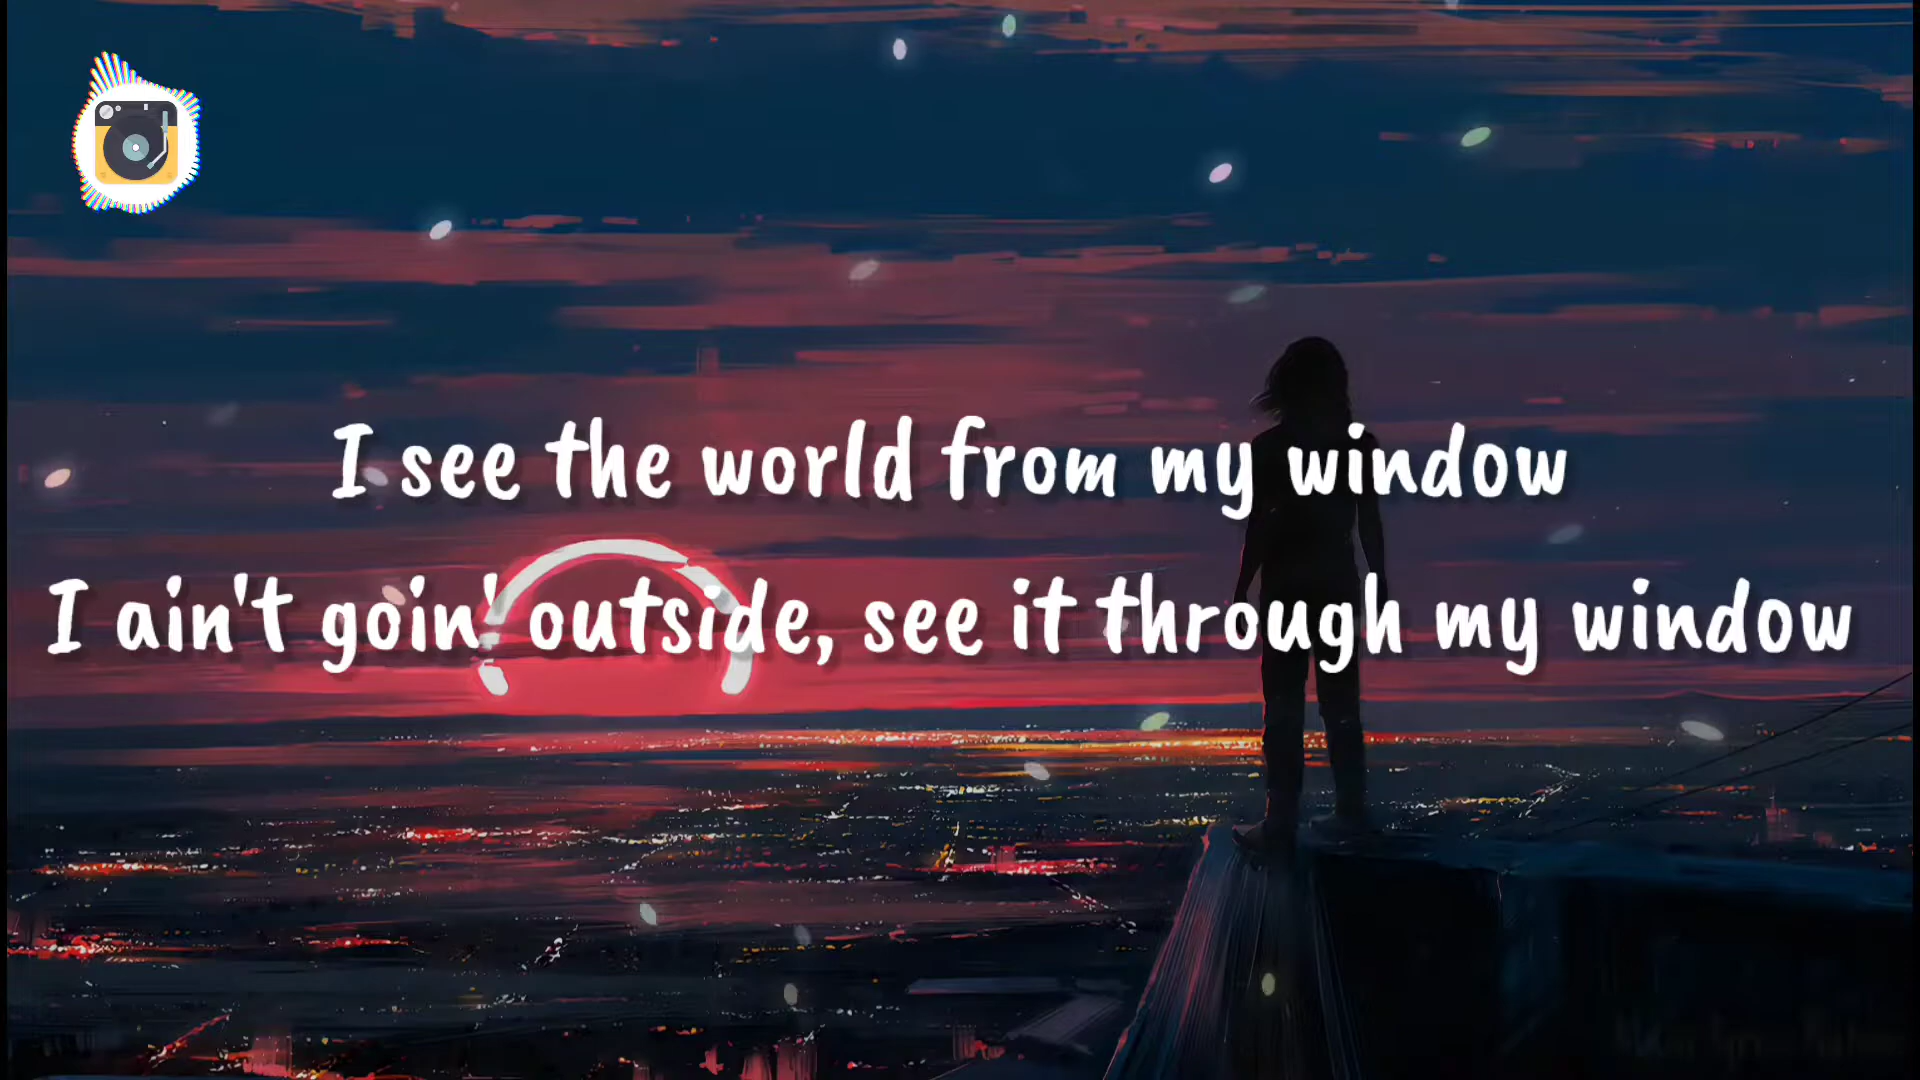 I see the world from my window
I ain't goin' outside, see it through my window